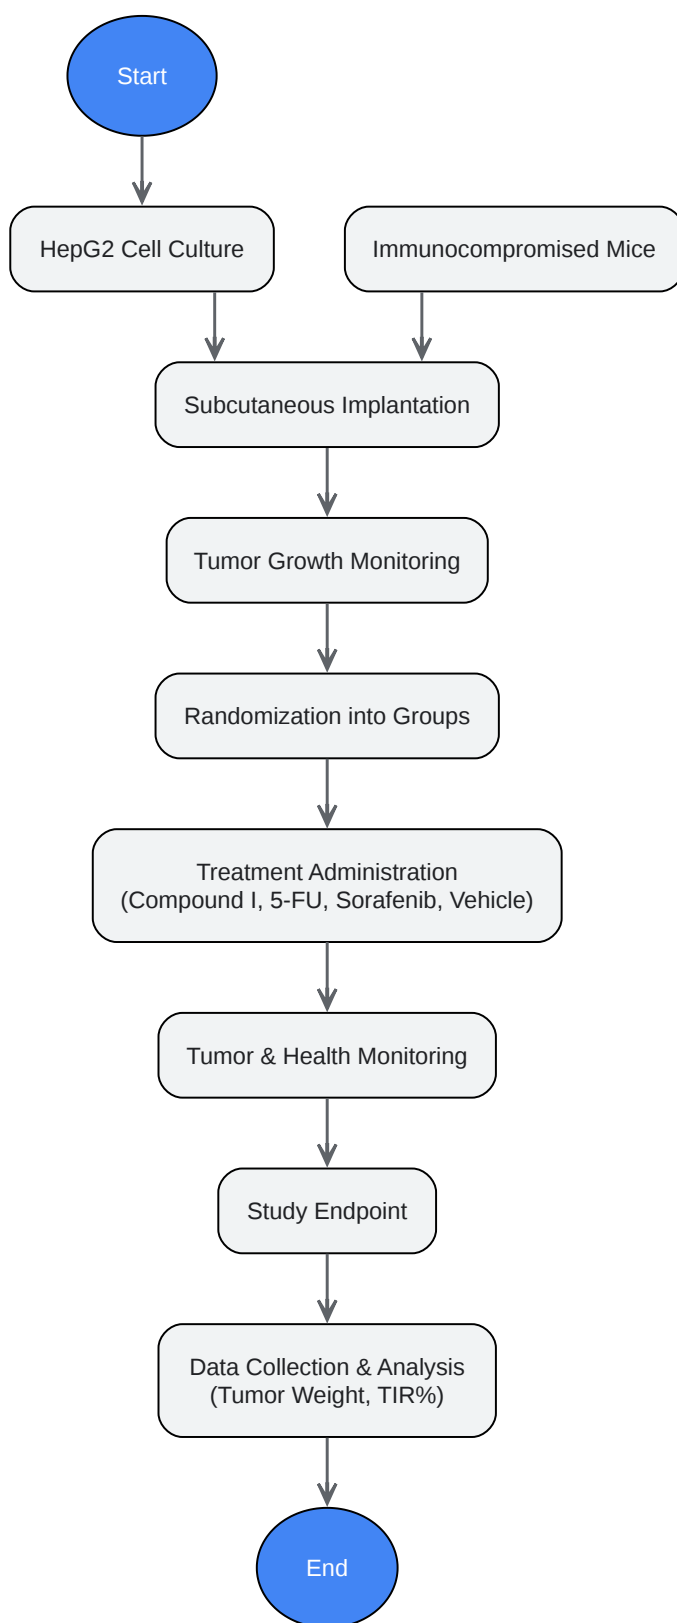 Start
HepG2 Cell Culture
Immunocompromised Mice
Subcutaneous Implantation
Tumor Growth Monitoring
Randomization into Groups
Treatment Administration
(Compound I, 5-FU, Sorafenib, Vehicle)
Tumor & Health Monitoring
Study Endpoint
Data Collection & Analysis
(Tumor Weight, TIR%)
End